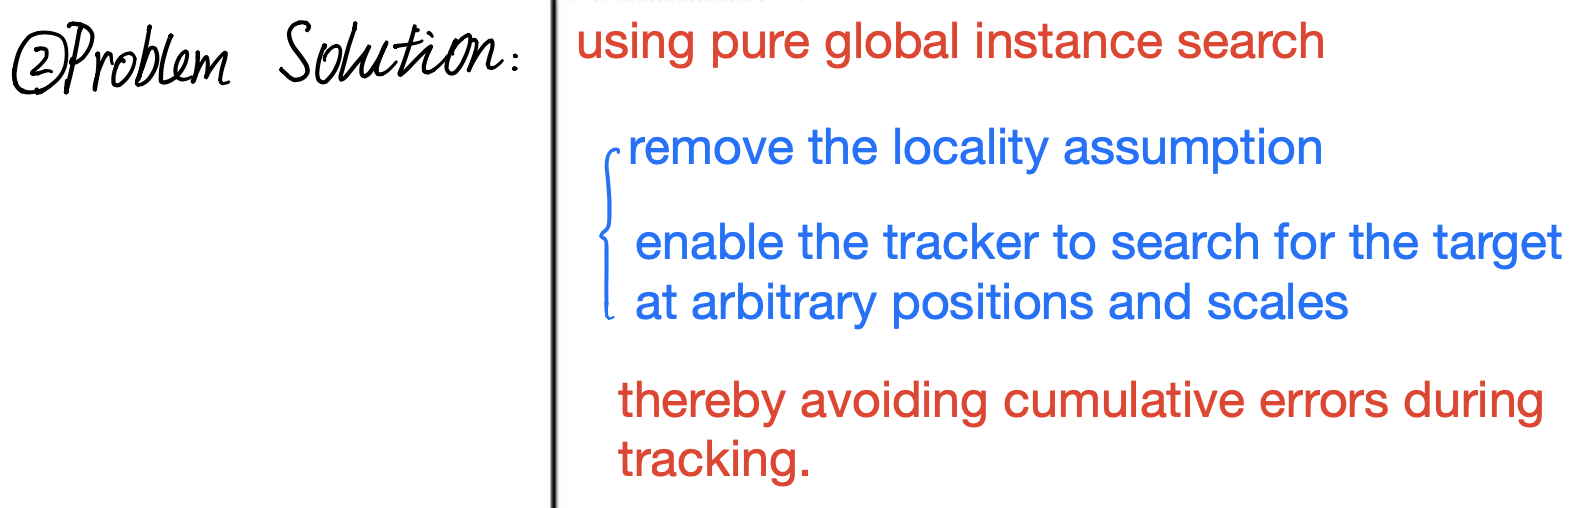 ②Problem Solution:
using pure global instance search
remove the locality assumption
enable the tracker to search for the target
at arbitrary positions and scales
thereby avoiding cumulative errors during
tracking.